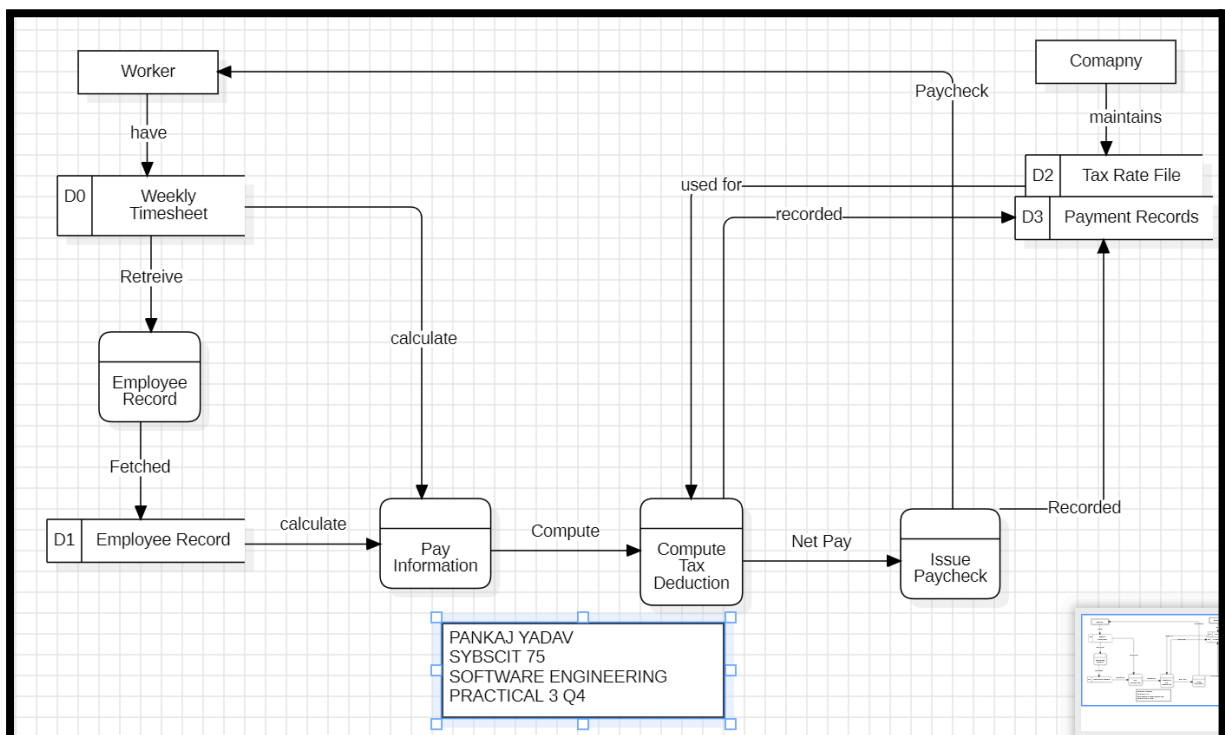 Worker
Comapny
Paycheck
have
maintains
D0
Weekly
Timesheet
D2
Tax Rate File
used for
recorded
D3
Payment Records
Retreive
calculate
Employee
Record
Fetched
D1
Employee Record
calculate
Pay
Information
Compute
Compute
Tax
Deduction
Net Pay
Issue
Paycheck
Recorded
PANKAJ YADAV
SYBSCIT 75
SOFTWARE ENGINEERING
PRACTICAL 3 Q4